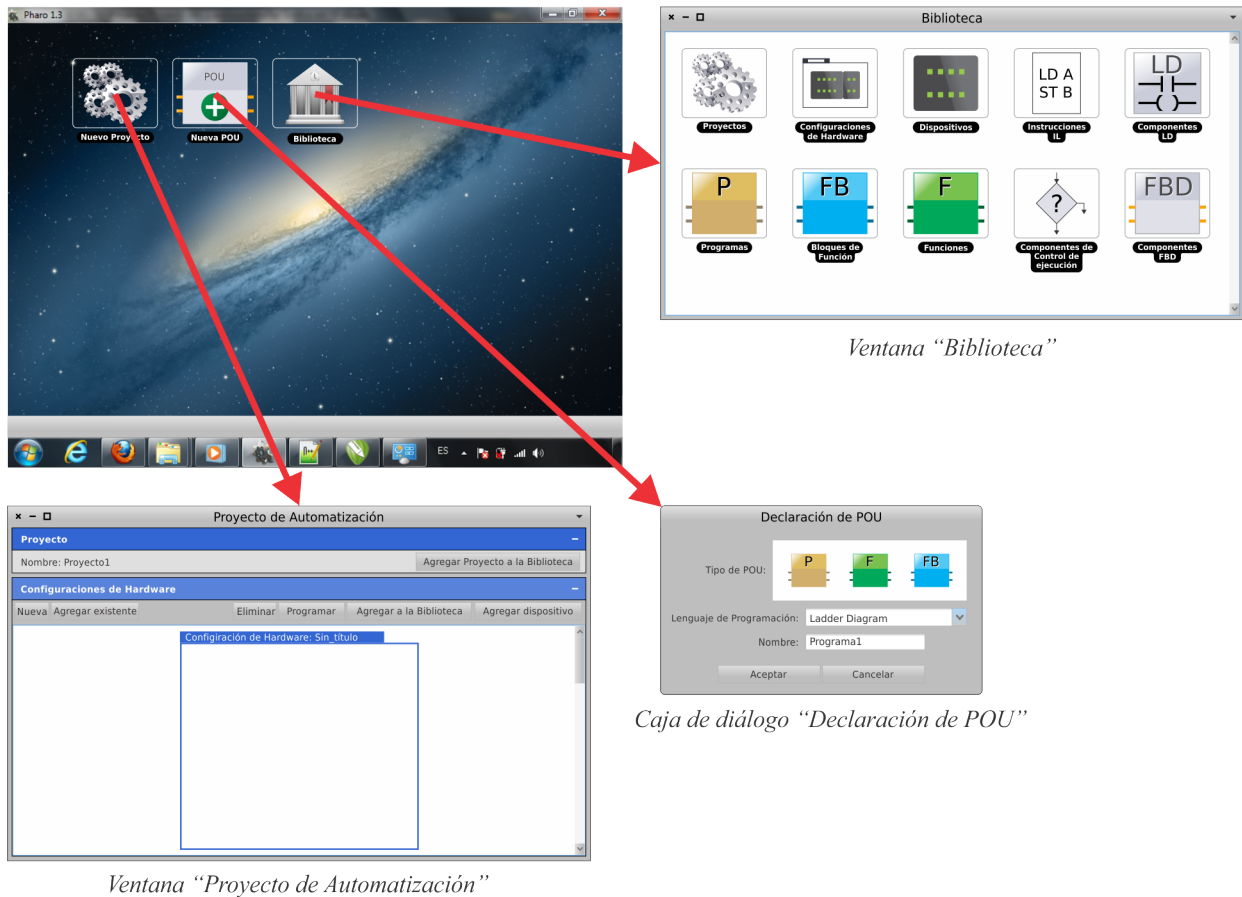 Pharo 1.3
POU
Nuevo Proyecto
Nueva POU
Biblioteca
ES
Biblioteca
LD A
ST B
LD
Proyectos
Configuraciones
de Hardware
Dispositivos
Instrucciones
IL
Componentes
LD
P
FB
F
?
FBD
Programas
Bloques de
Función
Funciones
Componentes de
Control de
ejecución
Componentes
FBD
Ventana “Biblioteca”
Proyecto de Automatización
Proyecto
Nombre: Proyecto1
Agregar Proyecto a la Biblioteca
Configuraciones de Hardware
Nueva Agregar existente Eliminar Programar Agregar a la Biblioteca Agregar dispositivo
Configiración de Hardware: Sin_título
Ventana “Proyecto de Automatización”
Declaración de POU
Tipo de POU:
P
F
FB
Lenguaje de Programación: Ladder Diagram
Nombre: Programa1
Aceptar
Cancelar
Caja de diálogo “Declaración de POU”